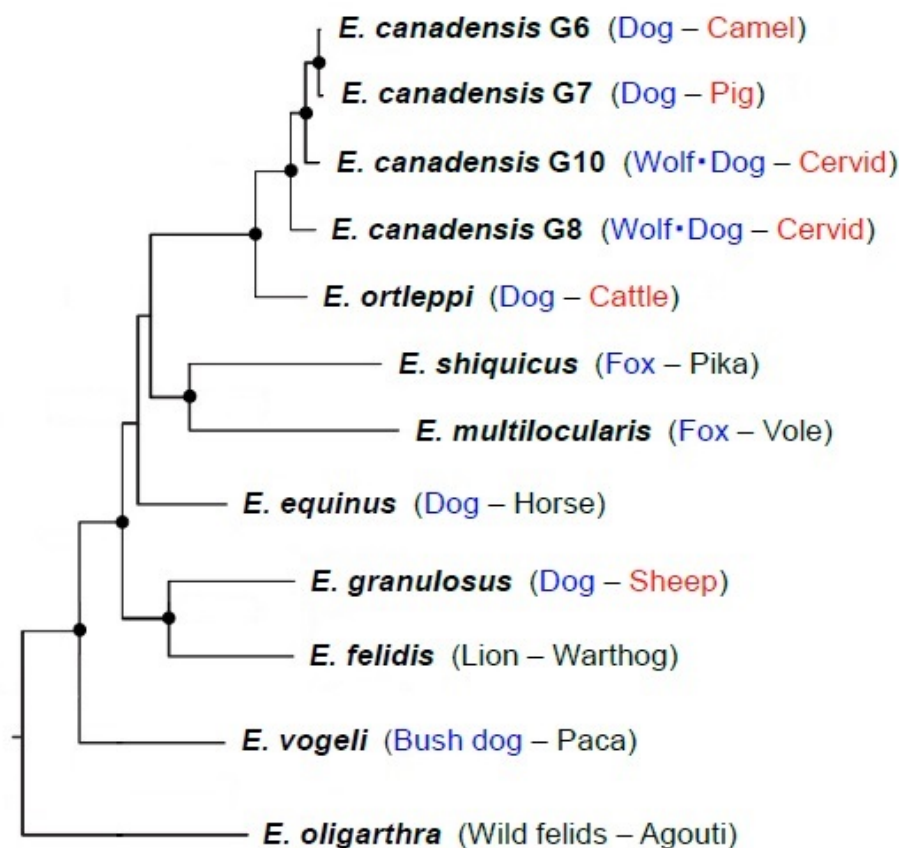 E. canadensis G6 (Dog – Camel)
E. canadensis G7 (Dog – Pig)
E. canadensis G10 (Wolf·Dog – Cervid)
E. canadensis G8 (Wolf·Dog – Cervid)
E. ortleppi (Dog – Cattle)
E. shiquicus (Fox – Pika)
E. multilocularis (Fox – Vole)
E. equinus (Dog – Horse)
E. granulosus (Dog – Sheep)
E. felidis (Lion – Warthog)
E. vogeli (Bush dog – Paca)
E. oligarthra (Wild felids – Agouti)